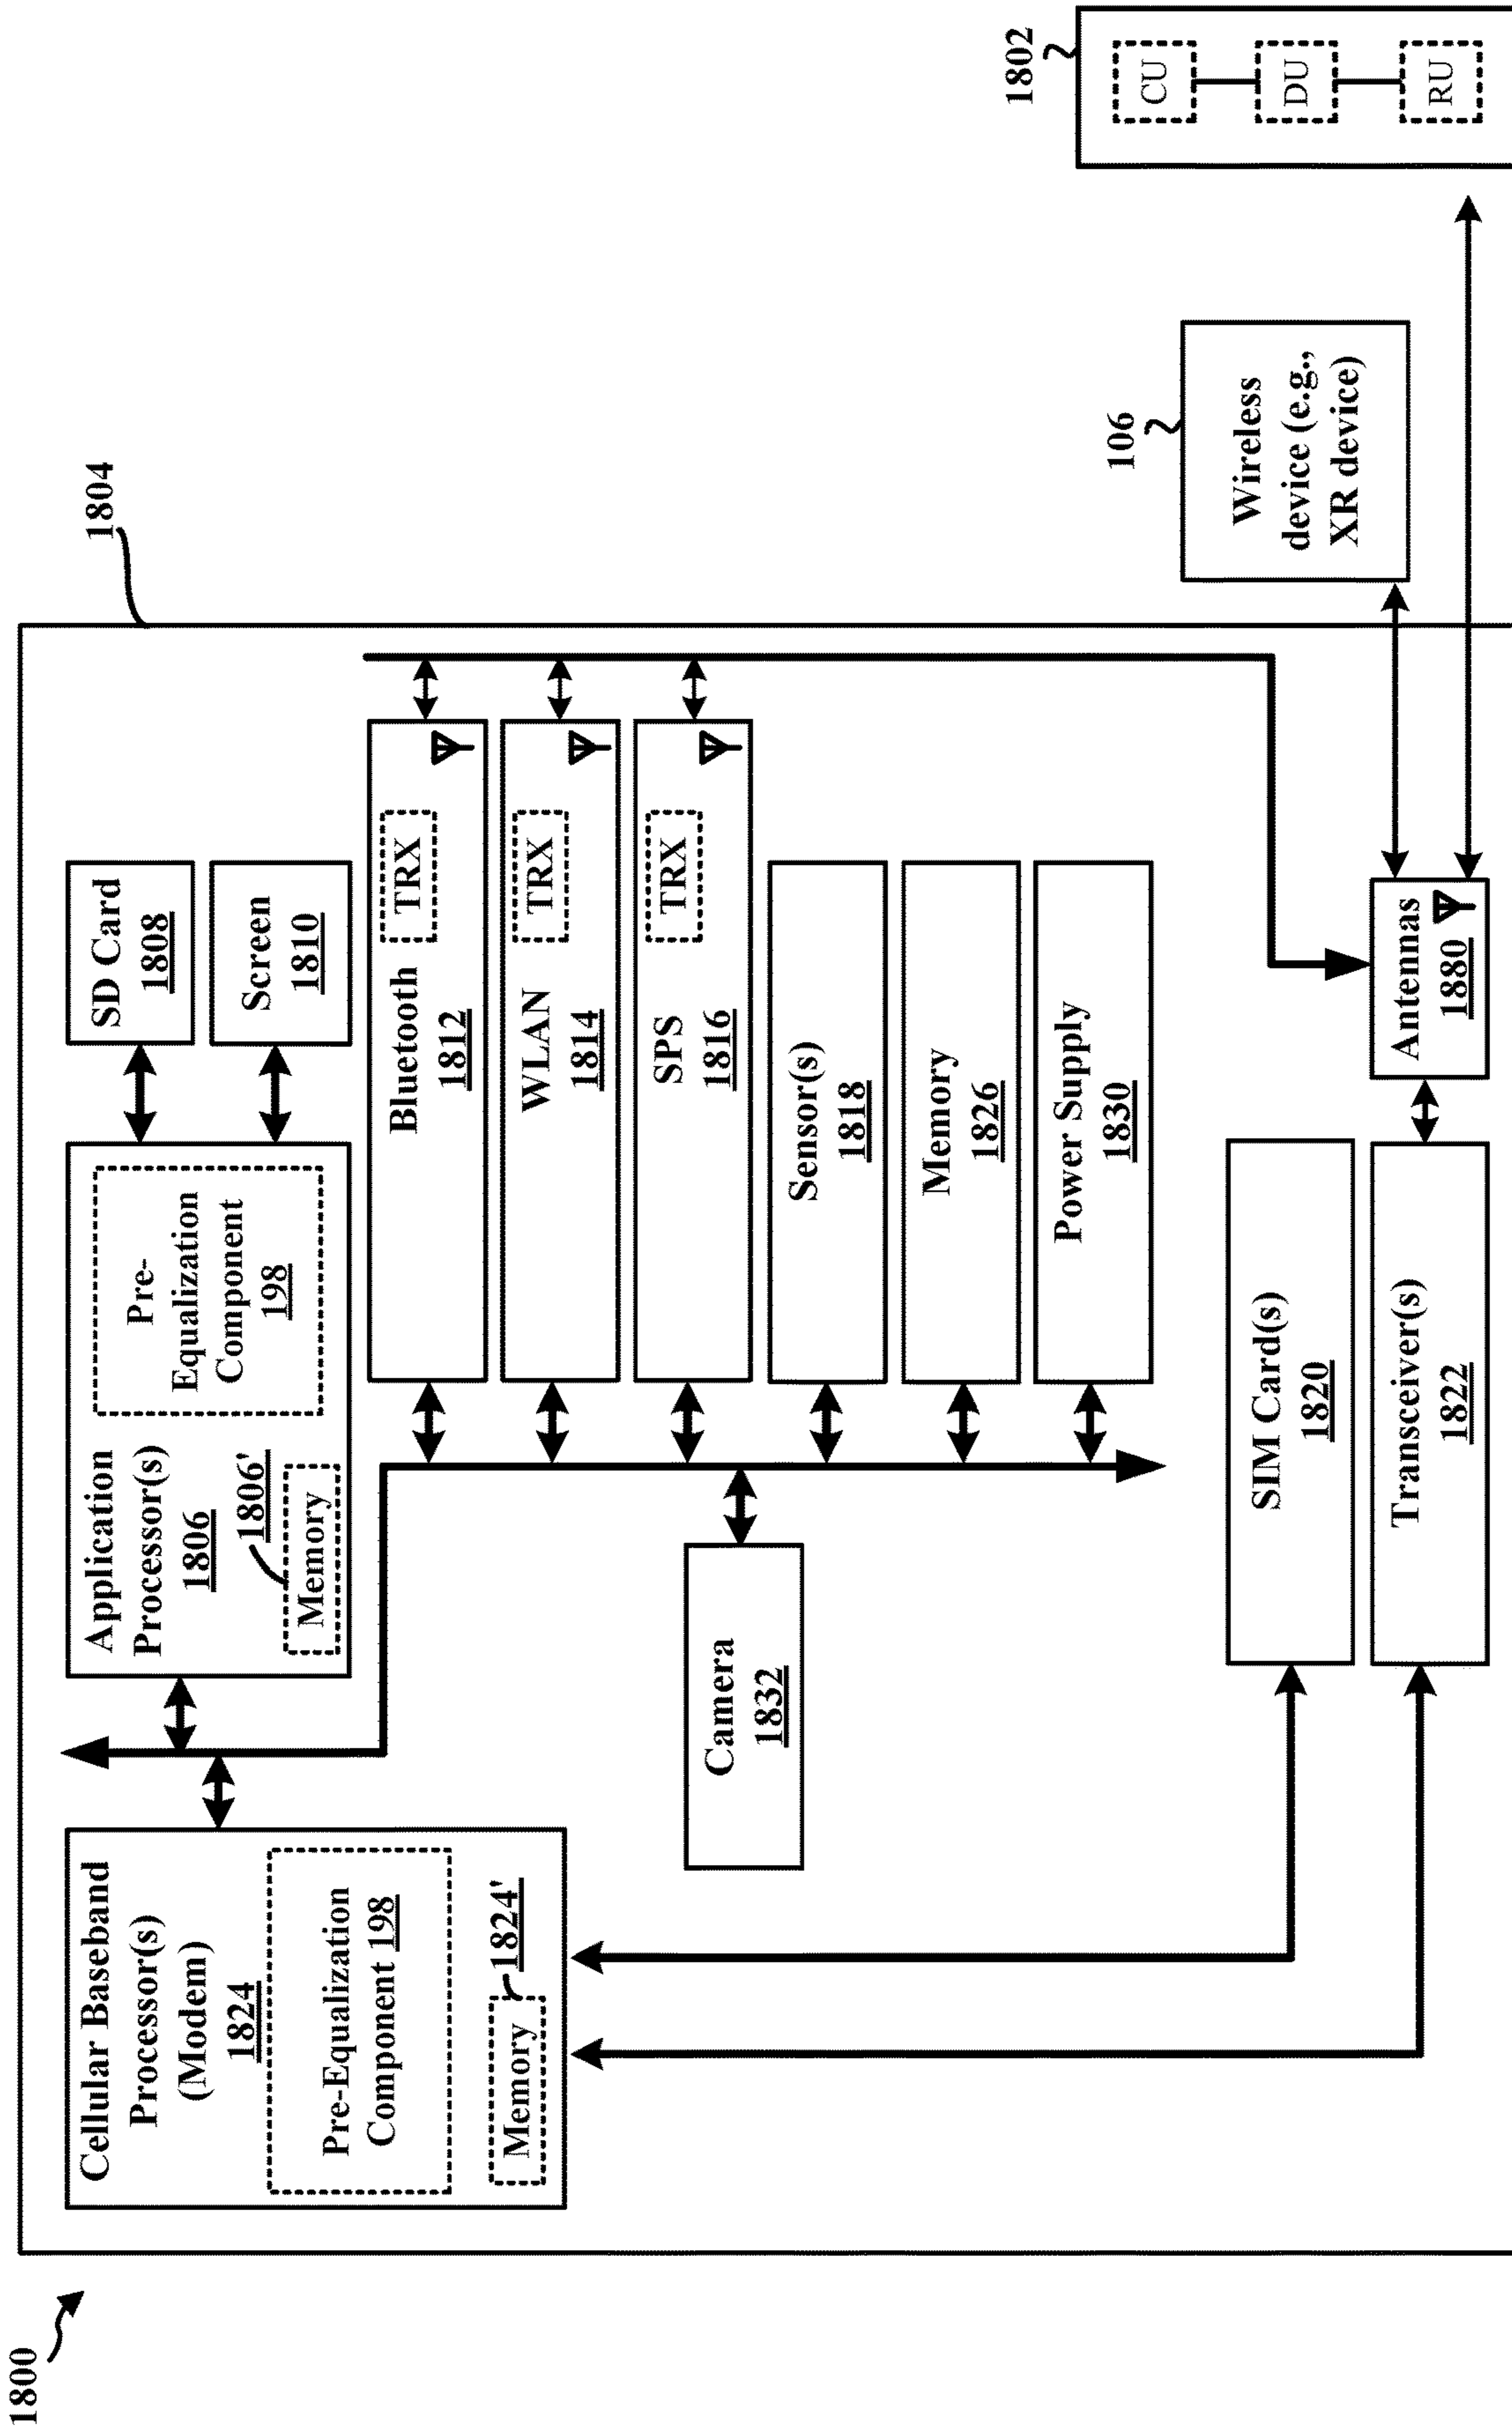 1800
1804
Cellular Baseband
Processor(s)
(Modem)
1824
Pre-Equalization
Component 198
Memory
1824'
Application
Processor(s)
1806
1806'
Memory
Pre-
Equalization
Component
198
SD Card
1808
Screen
1810
Bluetooth
1812
TRX
WLAN
1814
TRX
SPS
1816
TRX
Sensor(s)
1818
Memory
1826
Power Supply
1830
Camera
1832
SIM Card(s)
1820
Transceiver(s)
1822
Antennas
1880
106
Wireless
device (e.g.,
XR device)
1802
CU
DU
RU